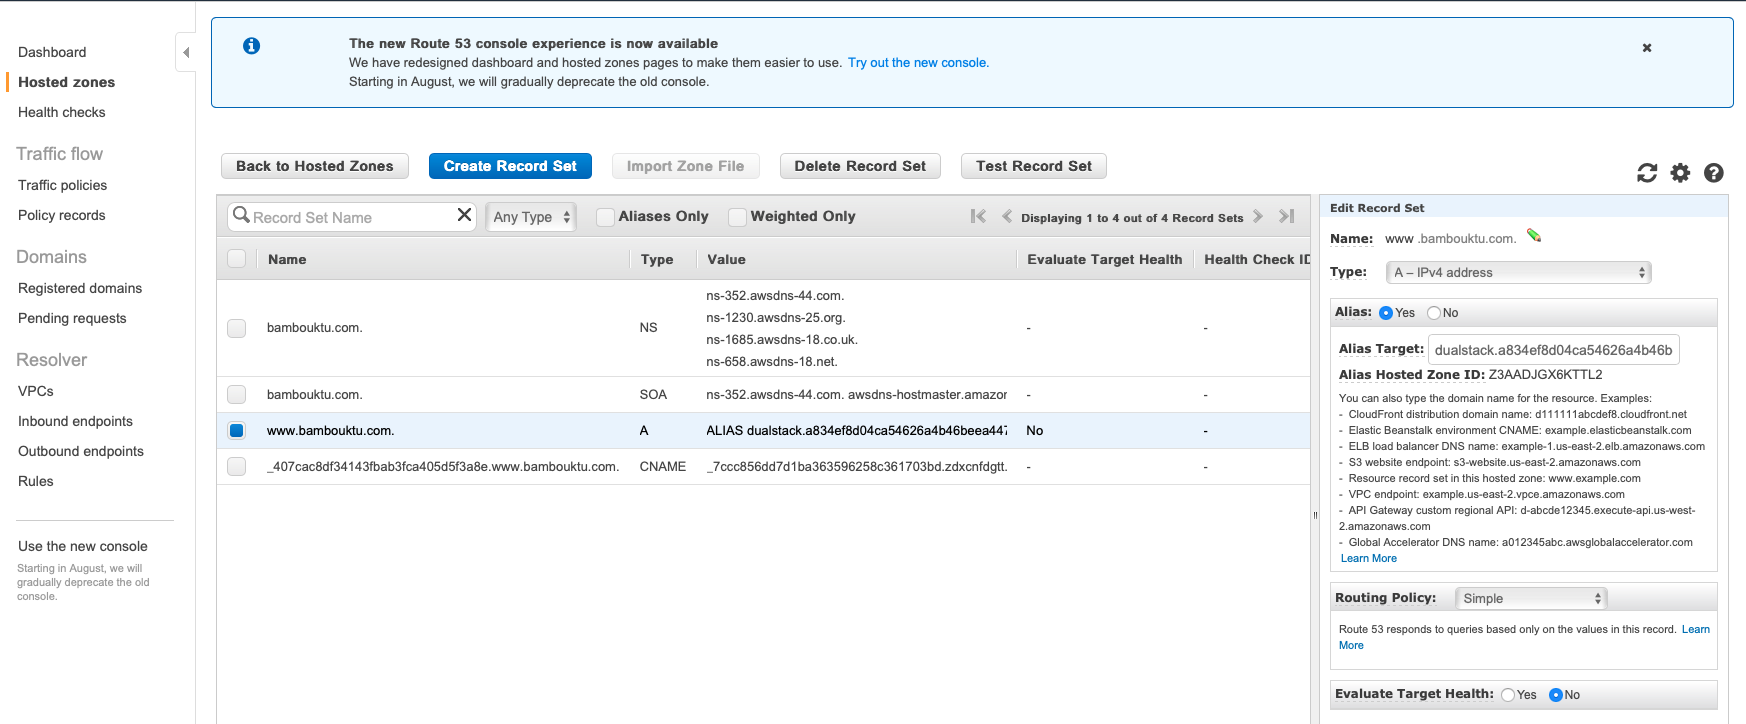 Dashboard
Hosted zones
Health checks
Traffic flow
Traffic policies
Policy records
Domains
Registered domains
Pending requests
Resolver
VPCs
Inbound endpoints
Outbound endpoints
Rules
Use the new console
Starting in August, we will
gradually deprecate the old
console.
The new Route 53 console experience is now available
We have redesigned dashboard and hosted zones pages to make them easier to use. Try out the new console.
Starting in August, we will gradually deprecate the old console.
Back to Hosted Zones Create Record Set Import Zone File Delete Record Set Test Record Set
Record Set Name Any Type Aliases Only Weighted Only Displaying 1 to 4 out of 4 Record Sets
Name Type Value Evaluate Target Health Health Check ID
ns-352.awsdns-44.com.
ns-1230.awsdns-25.org.
bambouktu.com. NS - -
ns-1685.awsdns-18.co.uk.
ns-658.awsdns-18.net.
bambouktu.com. SOA ns-352.awsdns-44.com. awsdns-hostmaster.amazor - -
www.bambouktu.com. A ALIAS dualstack.a834ef8d04ca54626a4b46beea447 No -
_407cac8df34143fbab3fca405d5f3a8e.www.bambouktu.com. CNAME _7ccc856dd7d1ba363596258c361703bd.zdxcnfdgtt. - -
Edit Record Set
Name: www .bambouktu.com.
Type: A – IPv4 address
Alias: Yes No
Alias Target: dualstack.a834ef8d04ca54626a4b46b
Alias Hosted Zone ID: Z3AADJGX6KTTL2
You can also type the domain name for the resource. Examples:
- CloudFront distribution domain name: d111111abcdef8.cloudfront.net
- Elastic Beanstalk environment CNAME: example.elasticbeanstalk.com
- ELB load balancer DNS name: example-1.us-east-2.elb.amazonaws.com
- S3 website endpoint: s3-website.us-east-2.amazonaws.com
- Resource record set in this hosted zone: www.example.com
- VPC endpoint: example.us-east-2.vpce.amazonaws.com
- API Gateway custom regional API: d-abcde12345.execute-api.us-west-
2.amazonaws.com
- Global Accelerator DNS name: a012345abc.awsglobalaccelerator.com
Learn More
Routing Policy: Simple
Route 53 responds to queries based only on the values in this record. Learn
More
Evaluate Target Health: Yes No